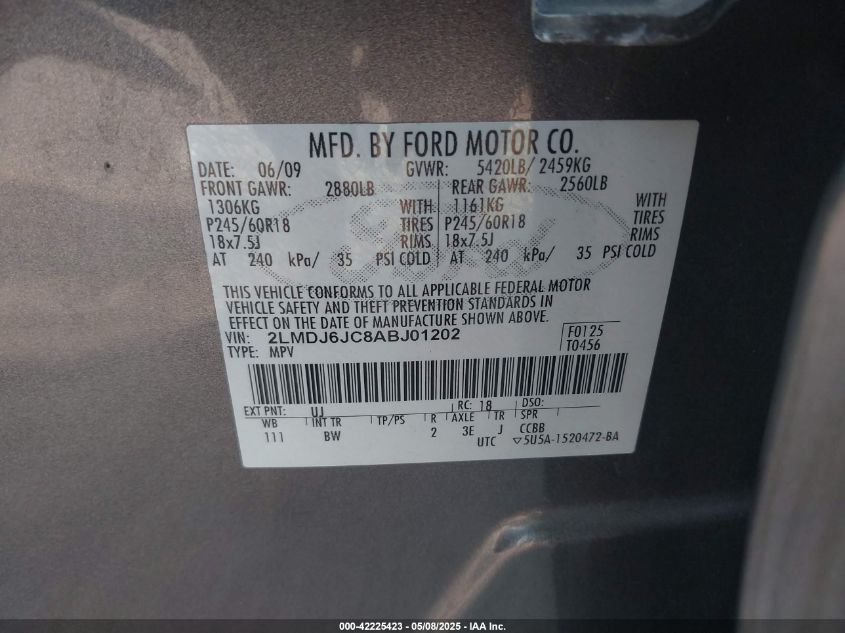 MFD. BY FORD MOTOR CO.
DATE: 06/09 GVWR: 5420LB/ 2459KG
FRONT GAWR: 2880LB REAR GAWR: 2560LB
1306KG WITH 1161KG WITH
P245/60R18 TIRES P245/60R18 TIRES
18x7.5J RIMS 18x7.5J RIMS
AT 240 kPa/ 35 PSI COLD AT 240 kPa/ 35 PSI COLD
Ford
THIS VEHICLE CONFORMS TO ALL APPLICABLE FEDERAL MOTOR
VEHICLE SAFETY AND THEFT PREVENTION STANDARDS IN
EFFECT ON THE DATE OF MANUFACTURE SHOWN ABOVE.
VIN: 2LMDJ6JC8ABJ01202 F0125
TYPE: MPV T0456
EXT PNT: UJ RC: 18 DSO:
WB INT TR TP/PS R AXLE TR SPR
111 BW 2 3E J CCBB
UTC ▽5U5A-1520472-BA
000-42225423 - 05/08/2025 - IAA Inc.